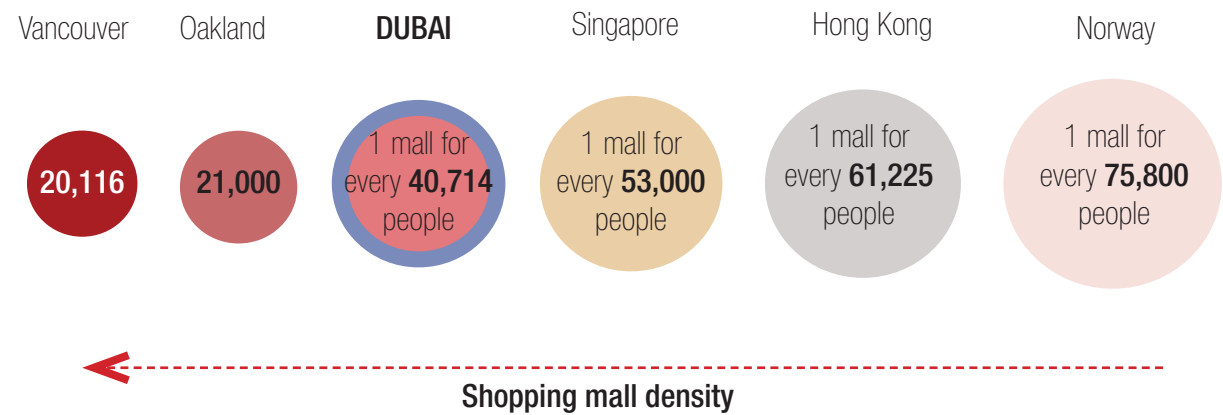 Vancouver Oakland DUBAI Singapore Hong Kong Norway
20,116
21,000
1 mall for
every 40,714
people
1 mall for
every 53,000
people
1 mall for
every 61,225
people
1 mall for
every 75,800
people
Shopping mall density